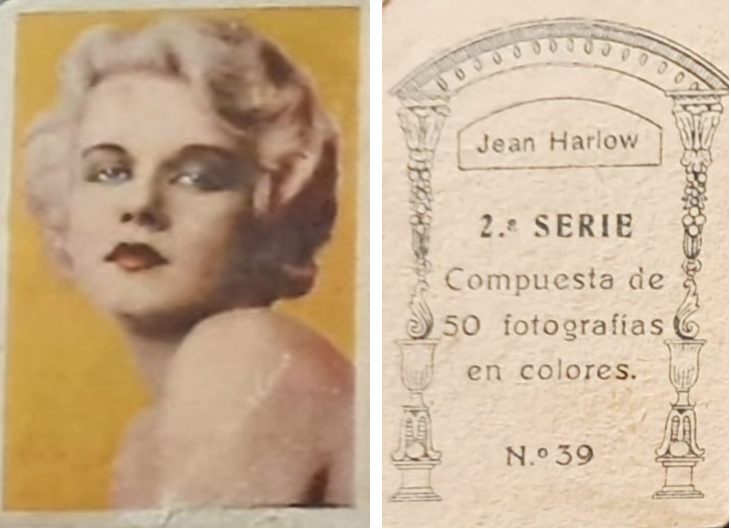 Jean Harlow
2.ª SERIE
Compuesta de
50 fotografías
en colores.
N.º 39